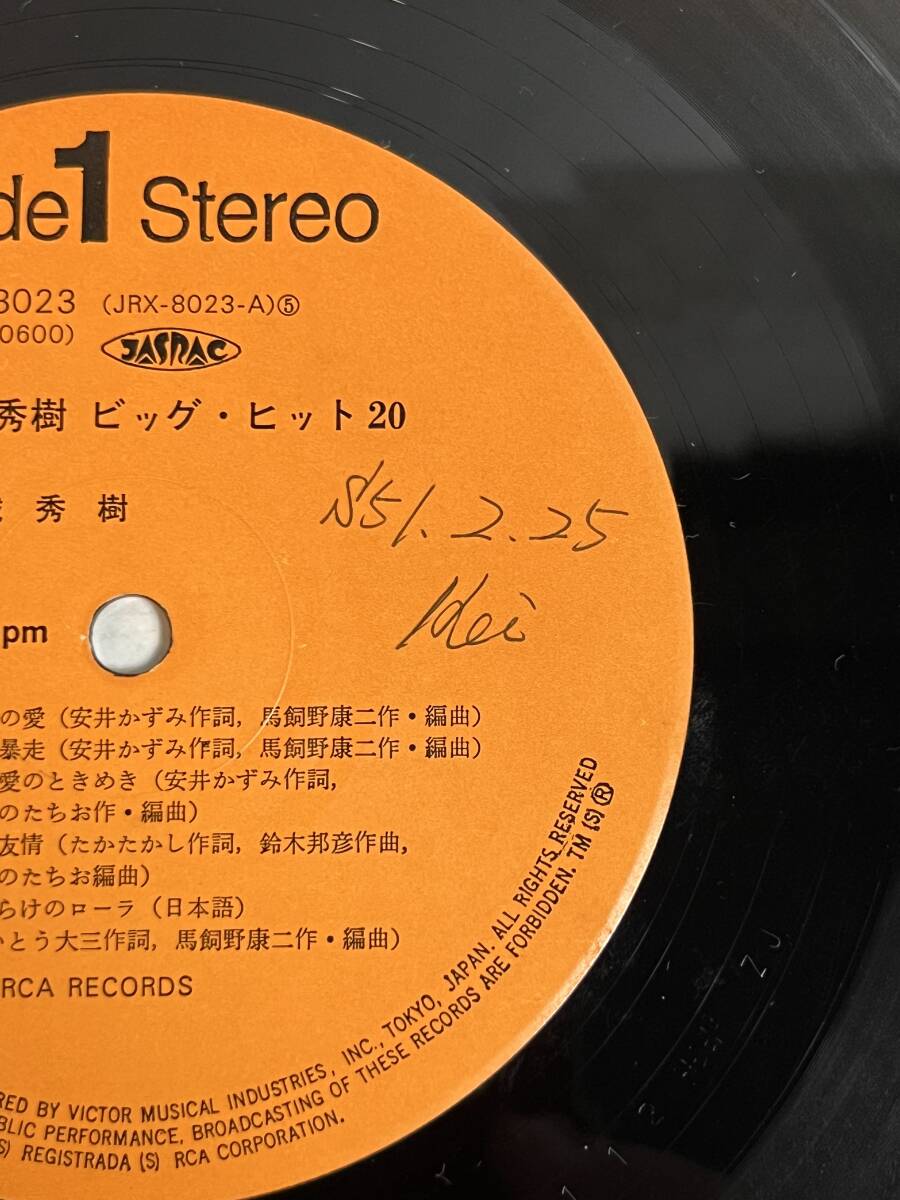 de1 Stereo
8023 (JRX-8023-A)⑤
0600)
JASRAC
秀樹 ビッグ・ヒット20
秀樹
S51.2.25
Idei
pm
の愛(安井かずみ作詞, 馬飼野康二作・編曲)
暴走(安井かずみ作詞, 馬飼野康二作・編曲)
愛のときめき(安井かずみ作詞,
のたちお作・編曲)
友情(たかたかし作詞, 鈴木邦彦作曲,
のたちお編曲)
らけのローラ(日本語)
いとう大三作詞, 馬飼野康二作・編曲)
RCA RECORDS
RED BY VICTOR MUSICAL INDUSTRIES, INC., TOKYO, JAPAN. ALL RIGHTS RESERVED
BLIC PERFORMANCE, BROADCASTING OF THESE RECORDS ARE FORBIDDEN. TM(S)®
S) REGISTRADA (S) RCA CORPORATION.
112
ZJ